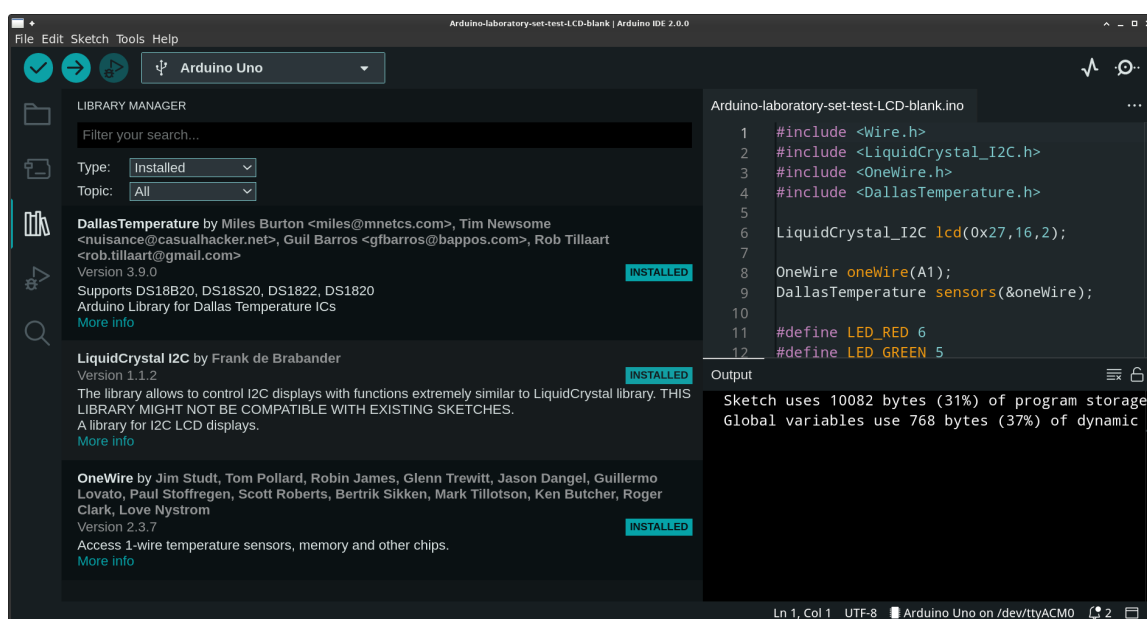 Arduino-laboratory-set-test-LCD-blank | Arduino IDE 2.0.0
File Edit Sketch Tools Help
Arduino Uno
LIBRARY MANAGER
Filter your search...
Type: Installed
Topic: All
DallasTemperature by Miles Burton <miles@mnetcs.com>, Tim Newsome
<nuisance@casualhacker.net>, Guil Barros <gfbarros@bappos.com>, Rob Tillaart
<rob.tillaart@gmail.com>
Version 3.9.0
INSTALLED
Supports DS18B20, DS18S20, DS1822, DS1820
Arduino Library for Dallas Temperature ICs
More info
LiquidCrystal I2C by Frank de Brabander
Version 1.1.2
INSTALLED
The library allows to control I2C displays with functions extremely similar to LiquidCrystal library. THIS
LIBRARY MIGHT NOT BE COMPATIBLE WITH EXISTING SKETCHES.
A library for I2C LCD displays.
More info
OneWire by Jim Studt, Tom Pollard, Robin James, Glenn Trewitt, Jason Dangel, Guillermo
Lovato, Paul Stoffregen, Scott Roberts, Bertrik Sikken, Mark Tillotson, Ken Butcher, Roger
Clark, Love Nystrom
Version 2.3.7
INSTALLED
Access 1-wire temperature sensors, memory and other chips.
More info
Arduino-laboratory-set-test-LCD-blank.ino
1 #include <Wire.h>
2 #include <LiquidCrystal_I2C.h>
3 #include <OneWire.h>
4 #include <DallasTemperature.h>
5
6 LiquidCrystal_I2C lcd(0x27,16,2);
7
8 OneWire oneWire(A1);
9 DallasTemperature sensors(&oneWire);
10
11 #define LED_RED 6
12 #define LED_GREEN 5
Output
Sketch uses 10082 bytes (31%) of program storage
Global variables use 768 bytes (37%) of dynamic
Ln 1, Col 1 UTF-8 Arduino Uno on /dev/ttyACM0 2